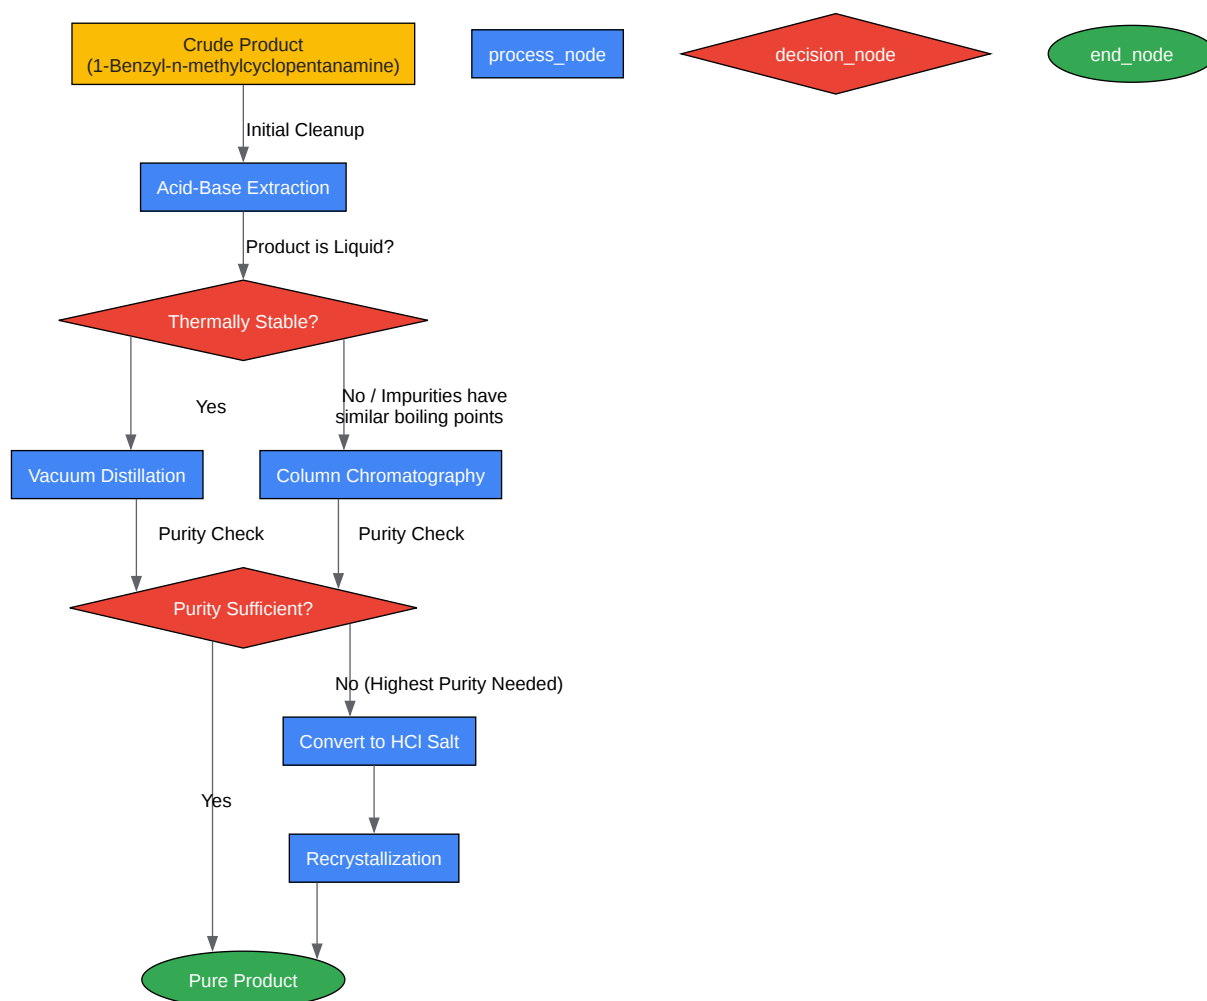 Crude Product
(1-Benzyl-n-methylcyclopentanamine)
process_node
decision_node
end_node
Initial Cleanup
Acid-Base Extraction
Product is Liquid?
Thermally Stable?
Yes
No / Impurities have
similar boiling points
Vacuum Distillation
Column Chromatography
Purity Check
Purity Check
Purity Sufficient?
No (Highest Purity Needed)
Convert to HCl Salt
Yes
Recrystallization
Pure Product